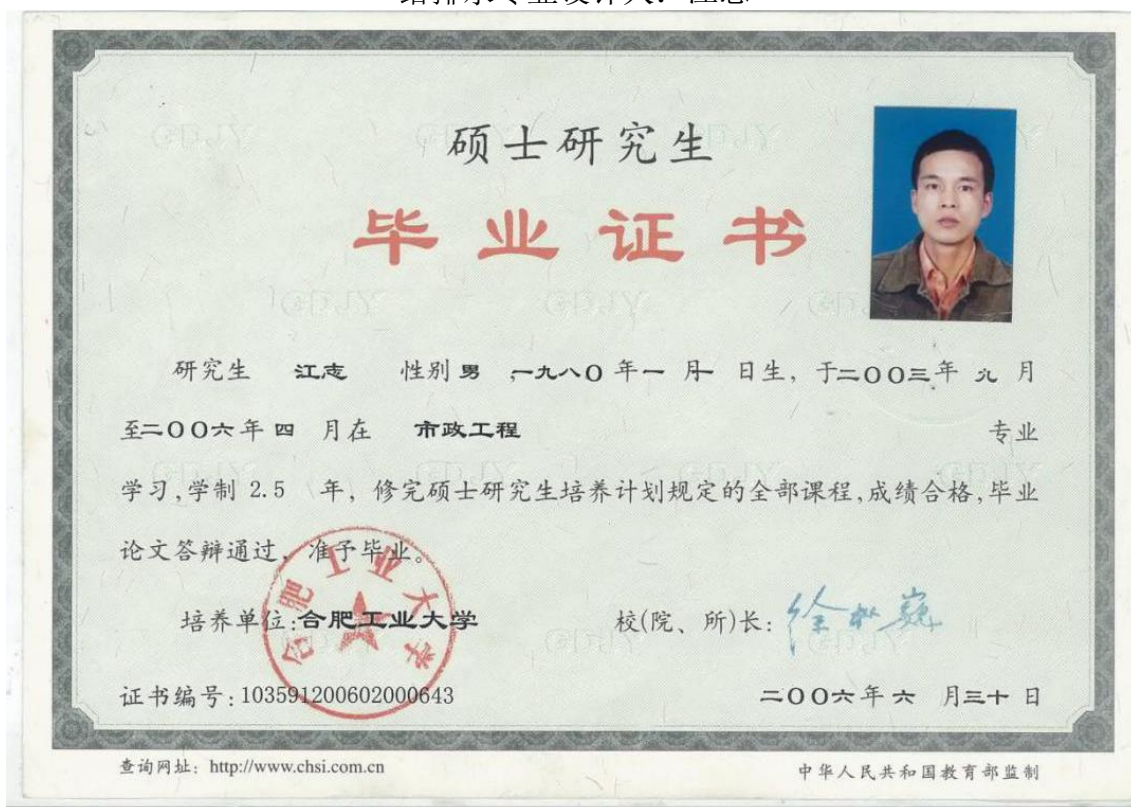 硕士研究生
毕业证书
研究生 江志 性别 男 ,一九八〇年一 月一 日生, 于二〇〇三年 九 月
至二〇〇六年 四 月在 市政工程 专业
学习,学制 2.5 年, 修完硕士研究生培养计划规定的全部课程,成绩合格,毕业
论文答辩通过, 准予毕业。
合肥工业大学
培养单位:合肥工业大学 校(院、所)长:
证书编号:103591200602000643 二〇〇六年 六 月三十 日
查询网址: http://www.chsi.com.cn 中华人民共和国教育部监制